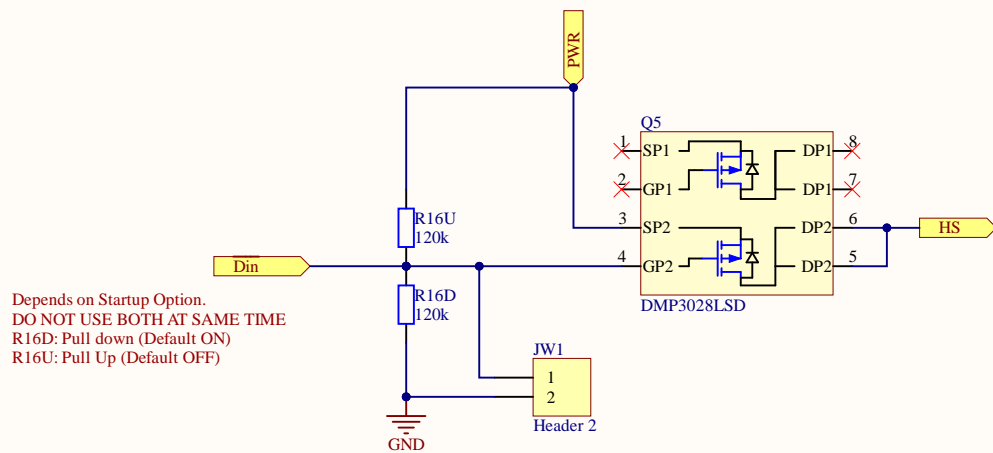 PWR
Q5
1
SP1
DP1
8
2
GP1
DP1
7
R16U
120k
3
SP2
DP2
6
HS
Din
4
GP2
DP2
5
R16D
120k
DMP3028LSD
Depends on Startup Option.
DO NOT USE BOTH AT SAME TIME
R16D: Pull down (Default ON)
R16U: Pull Up (Default OFF)
JW1
1
2
Header 2
GND